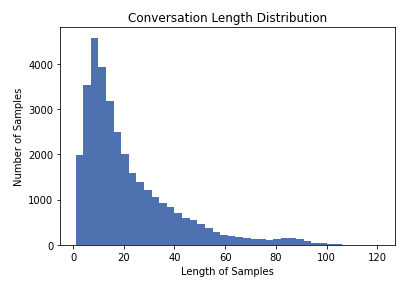 Conversation Length Distribution
4000
3000
2000
1000
0
Number of Samples
0 20 40 60 80 100 120
Length of Samples